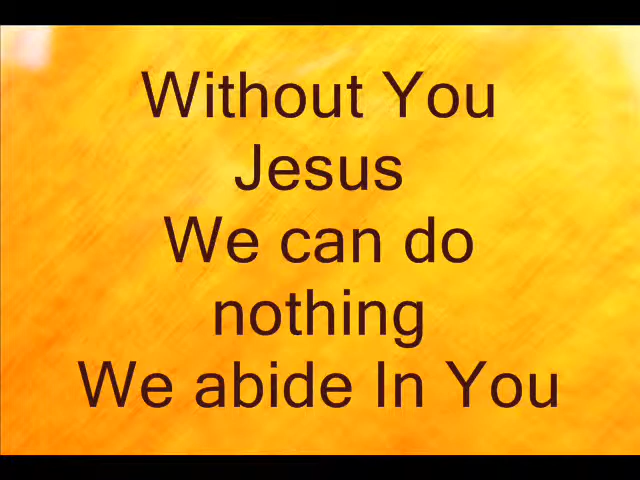 Without You
Jesus
We can do
nothing
We abide In You